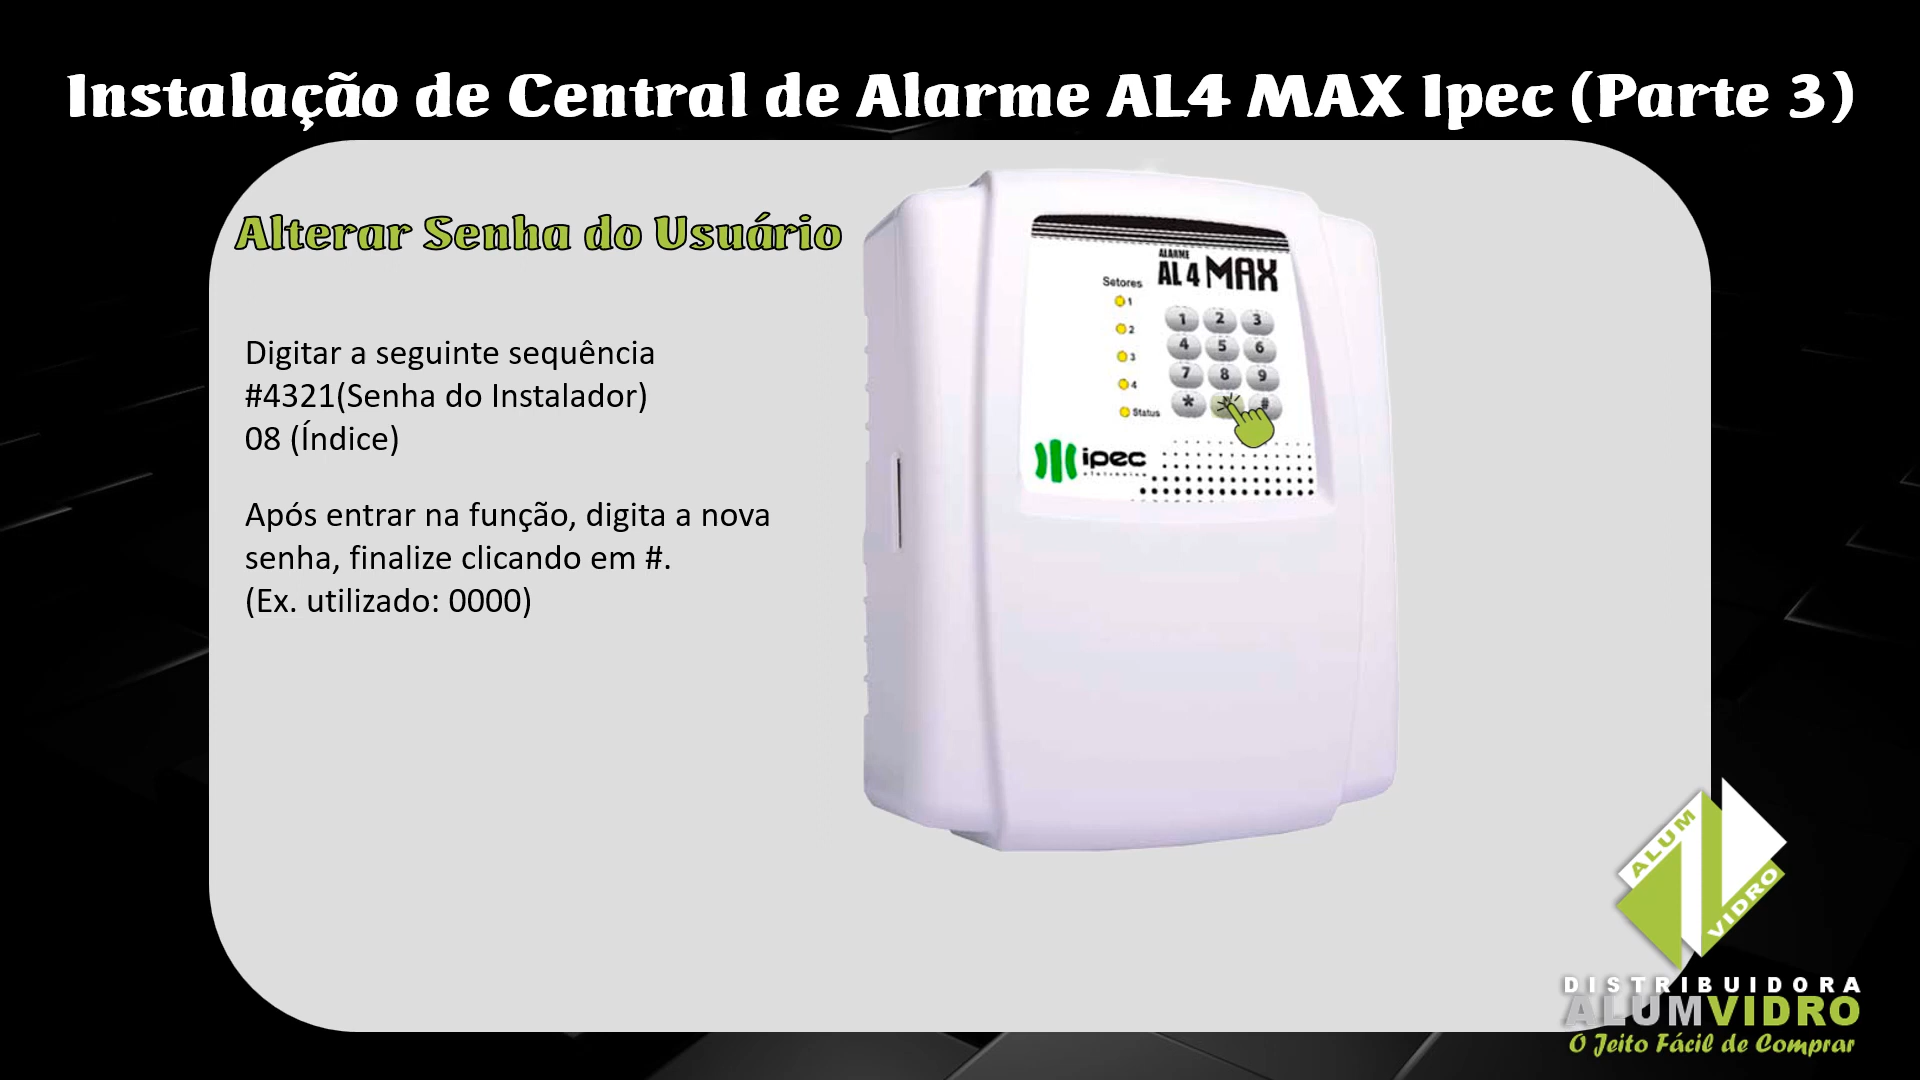 Instalação de Central de Alarme AL4 MAX Ipec (Parte 3)
Alterar Senha do Usuário
Digitar a seguinte sequência
#4321(Senha do Instalador)
08 (Índice)
Após entrar na função, digita a nova
senha, finalize clicando em #.
(Ex. utilizado: 0000)
ALARME
AL 4 MAX
Setores
1
2
3
4
Status
1 2 3
4 5 6
7 8 9
* #
ipec
ALUM
VIDRO
DISTRIBUIDORA
ALUMVIDRO
O Jeito Fácil de Comprar